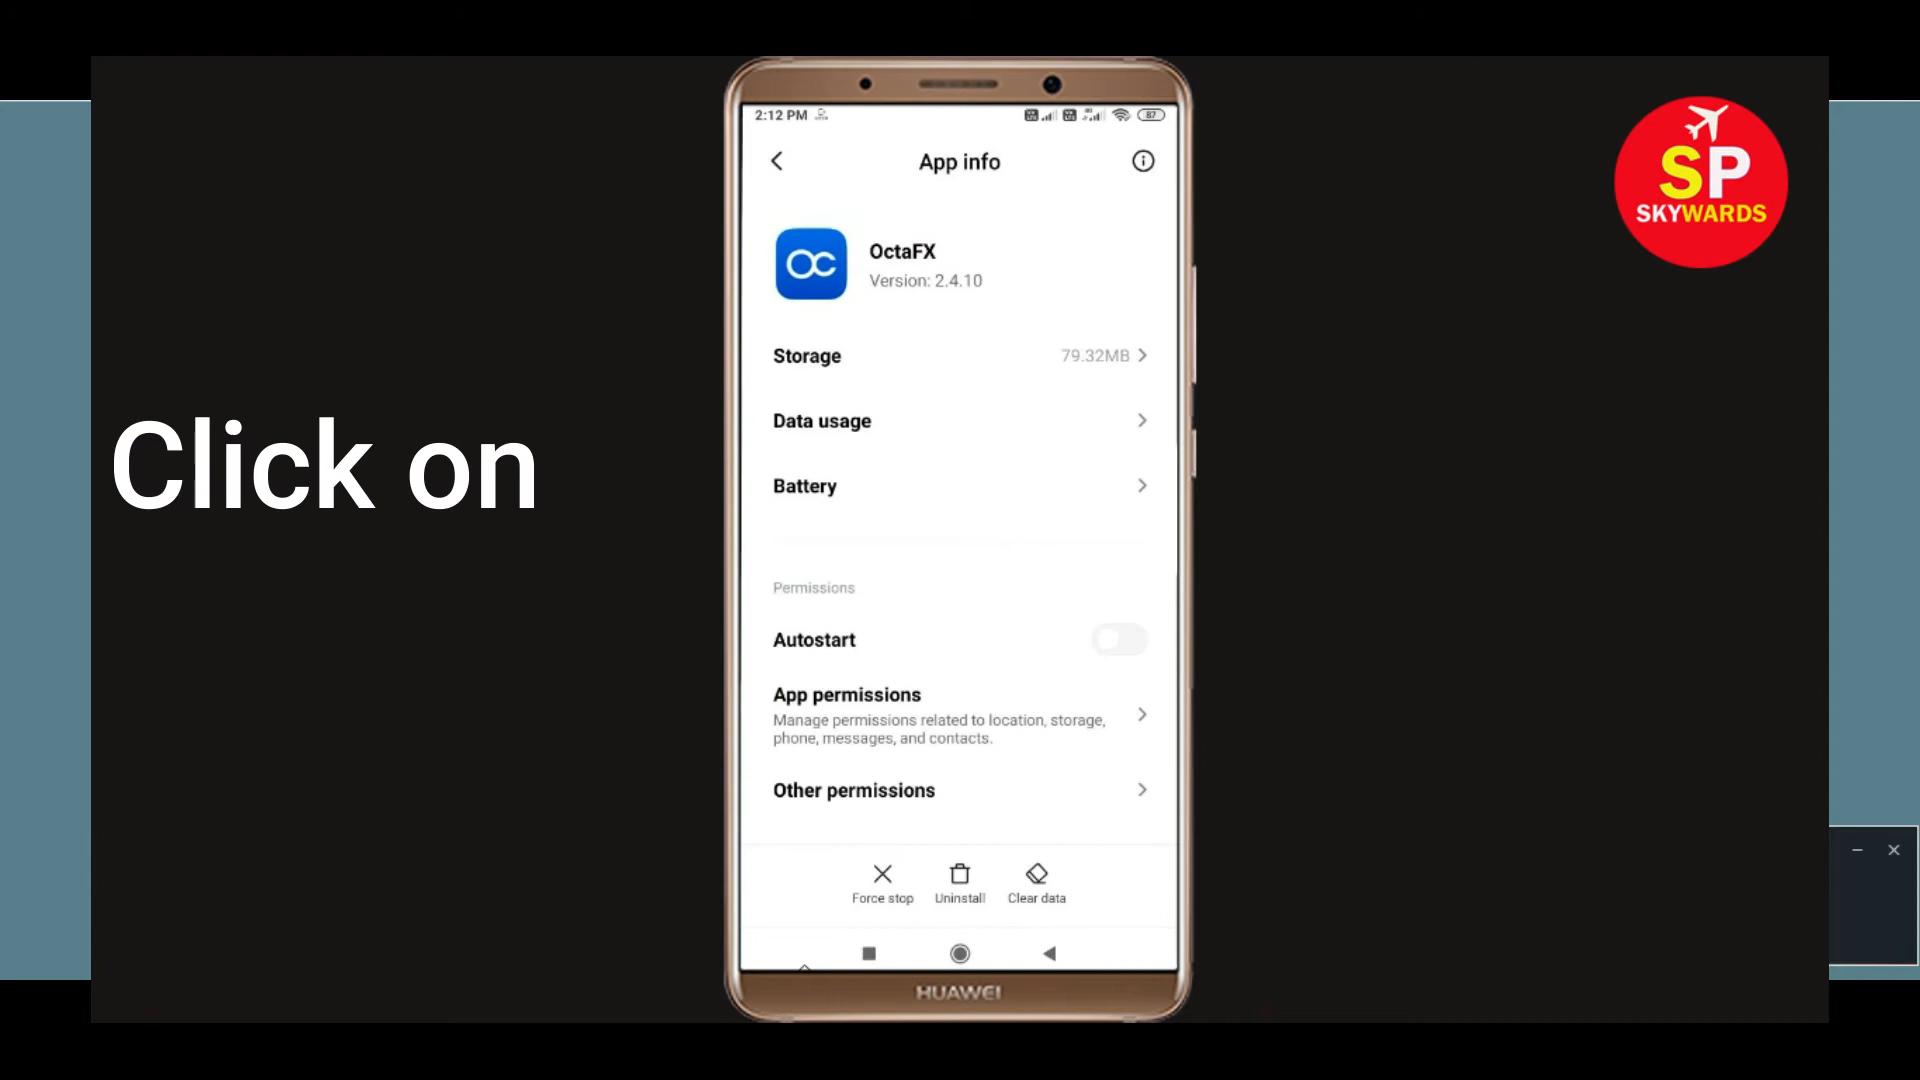 2:12 PM
87
App info
OctaFX
Version: 2.4.10
Storage
79.32MB
Data usage
Battery
Permissions
Autostart
App permissions
Manage permissions related to location, storage,
phone, messages, and contacts.
Other permissions
Force stop
Uninstall
Clear data
HUAWEI
Click on
SP
SKYWARDS